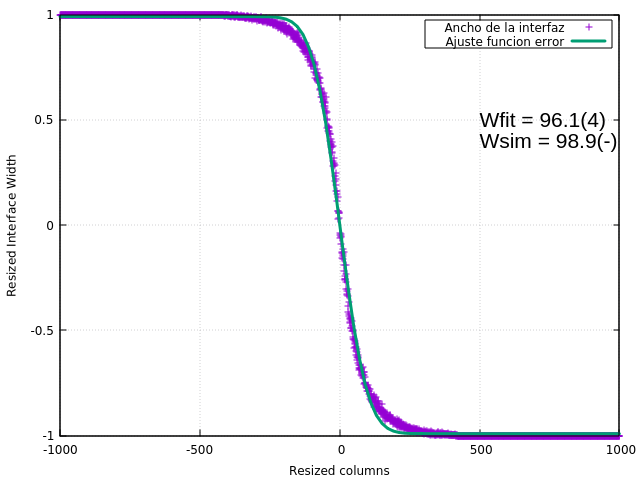 1
0.5
0
-0.5
-1
-1000
-500
0
500
1000
Resized Interface Width
Resized columns
Ancho de la interfaz
Ajuste funcion error
Wfit = 96.1(4)
Wsim = 98.9(-)